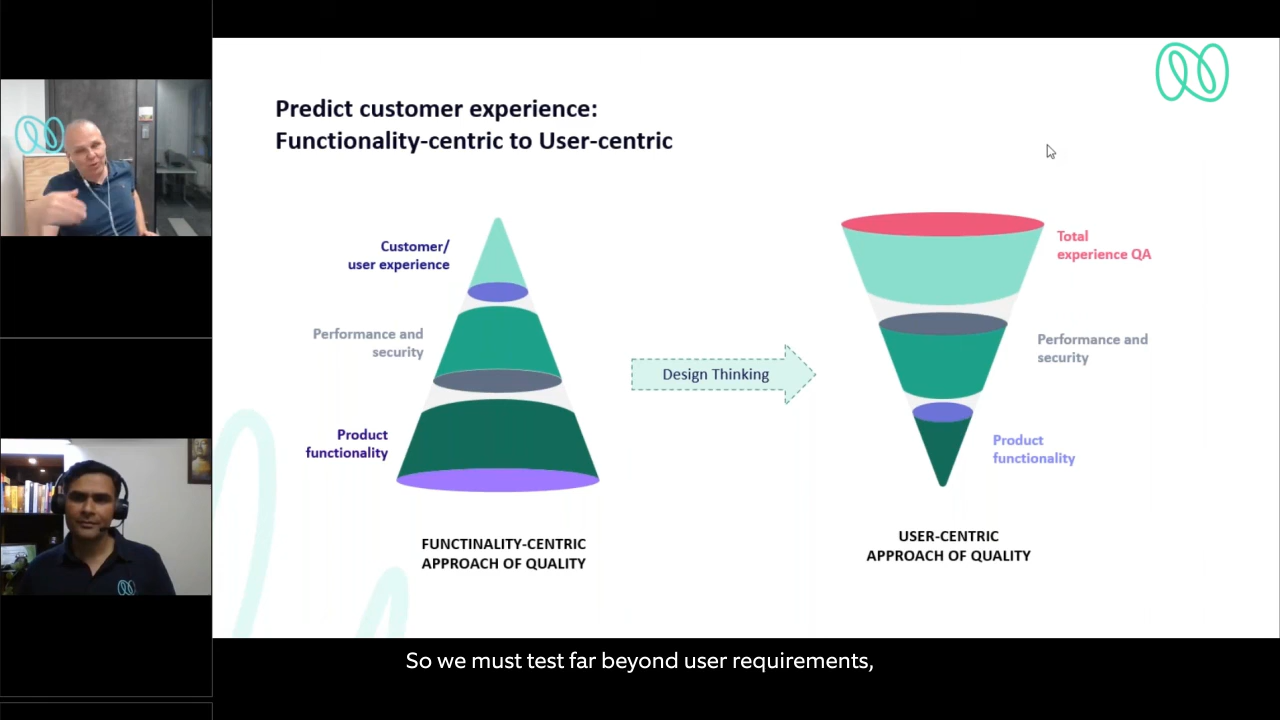 Predict customer experience:
Functionality-centric to User-centric
Customer/
user experience
Performance and
security
Product
functionality
FUNCTINALITY-CENTRIC
APPROACH OF QUALITY
Design Thinking
Total
experience QA
Performance and
security
Product
functionality
USER-CENTRIC
APPROACH OF QUALITY
So we must test far beyond user requirements,